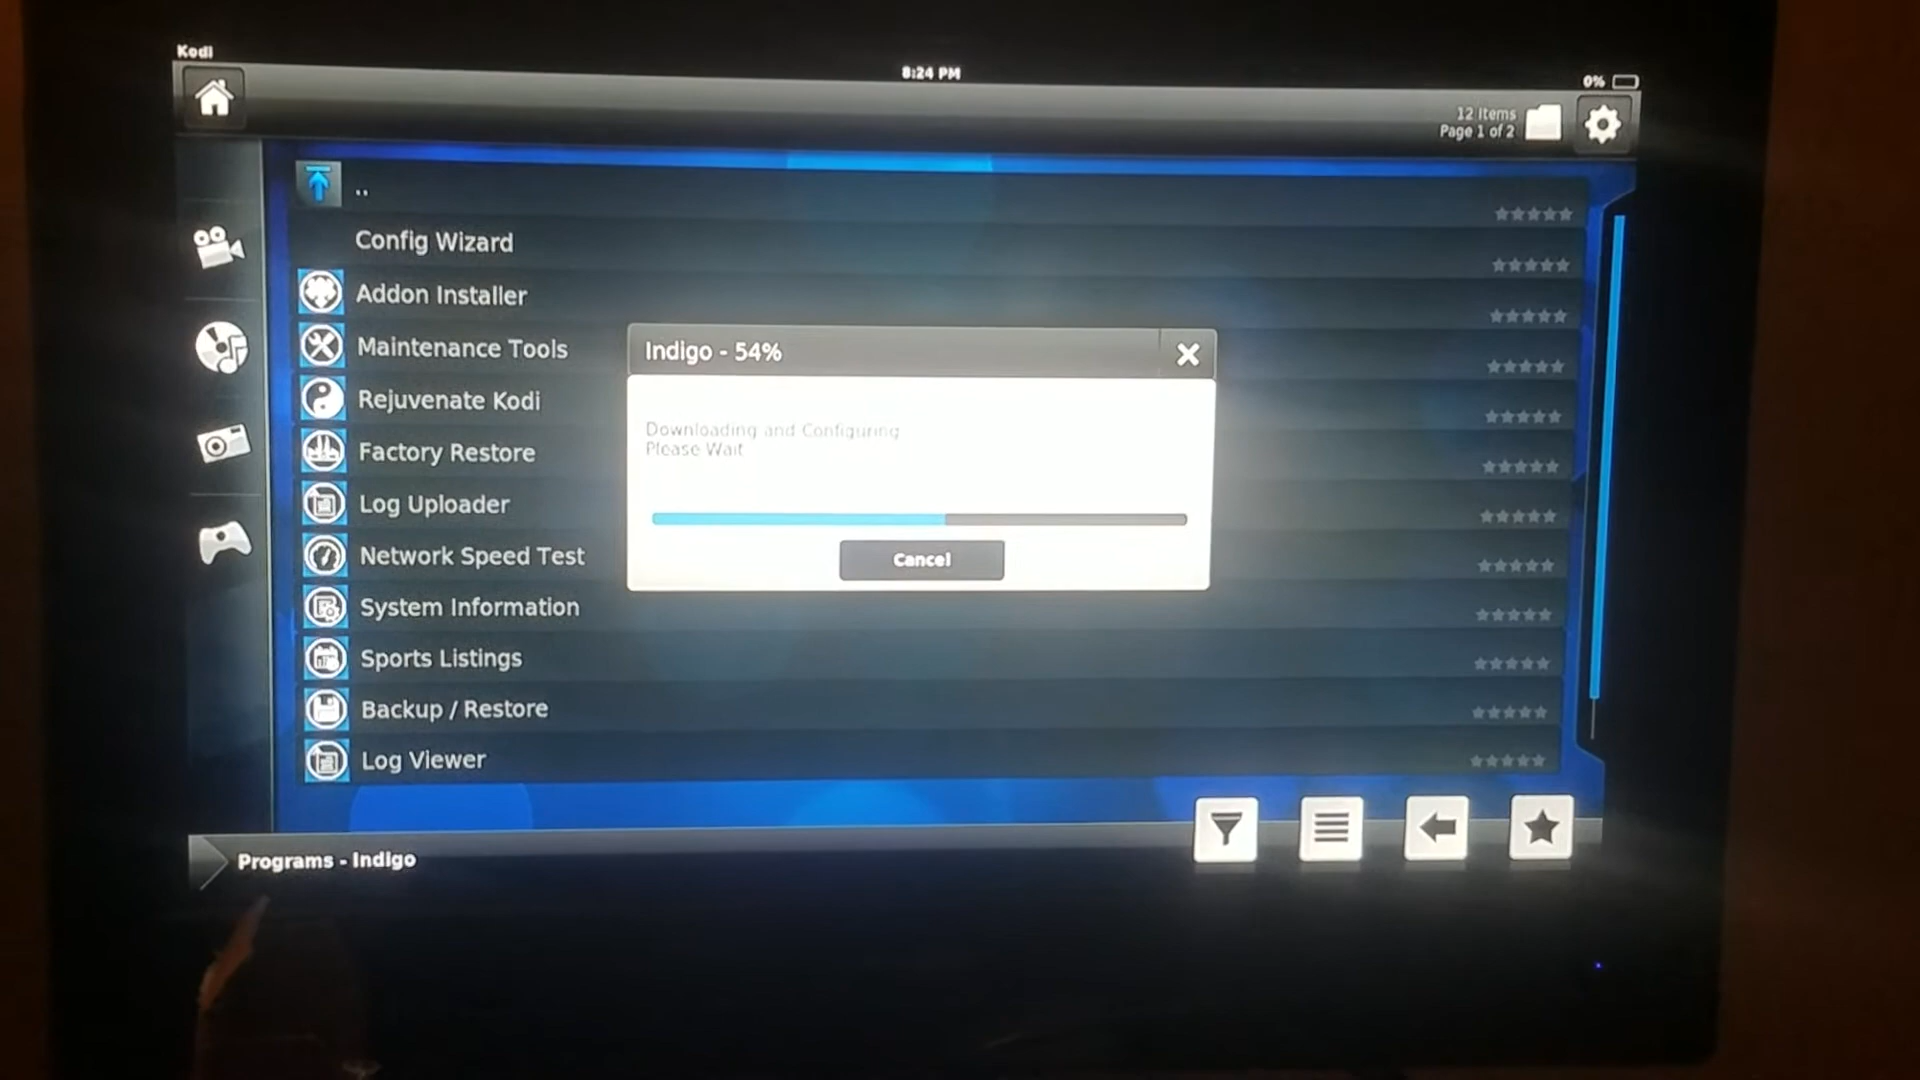 Kodi
8:24 PM
0%
12 Items
Page 1 of 2
..
Config Wizard
Addon Installer
Maintenance Tools
Rejuvenate Kodi
Factory Restore
Log Uploader
Network Speed Test
System Information
Sports Listings
Backup / Restore
Log Viewer
Indigo - 54%
Downloading and Configuring
Please Wait
Cancel
Programs - Indigo